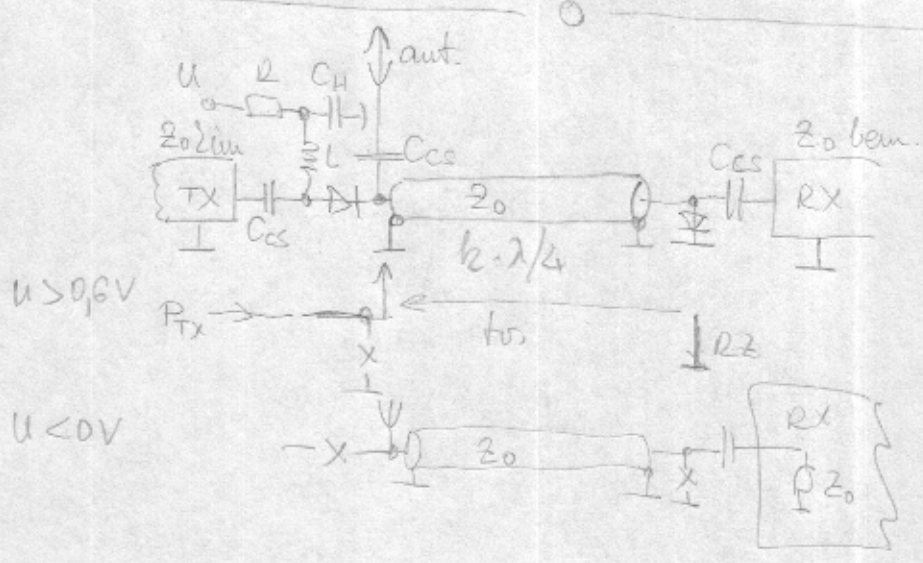 ant.
U R C_H
Z₀ kim
L C_CS
Z₀ bem.
C_CS
TX
C_CS
Z₀
RX
k·λ/4
U>0,6V
P_TX
X
RZ
U<0V
X
Z₀
X
RX
Z₀